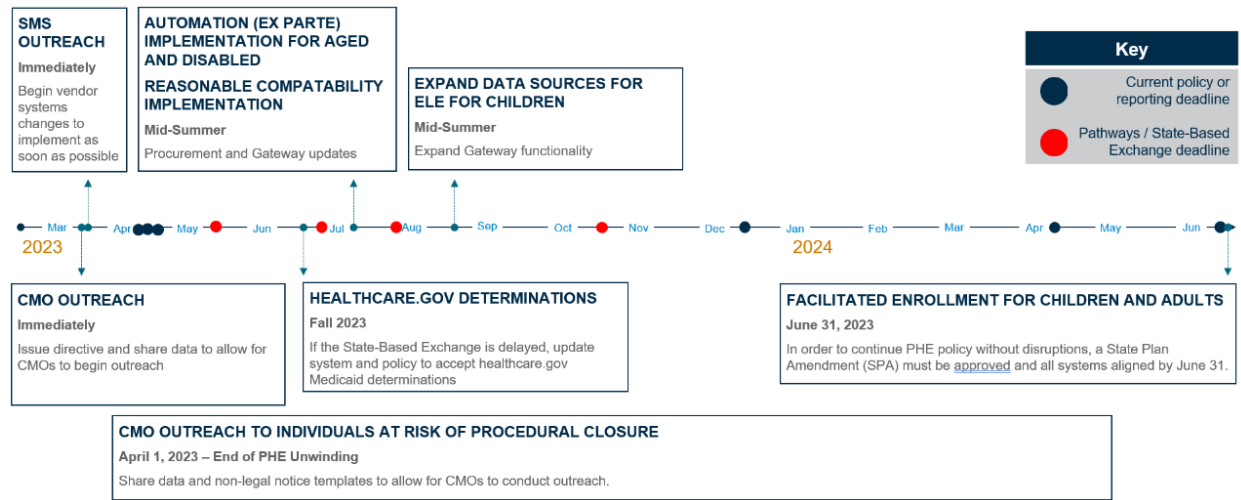 SMS
OUTREACH
Immediately
Begin vendor
systems
changes to
implement as
soon as possible
AUTOMATION (EX PARTE)
IMPLEMENTATION FOR AGED
AND DISABLED
REASONABLE COMPATABILITY
IMPLEMENTATION
Mid-Summer
Procurement and Gateway updates
EXPAND DATA SOURCES FOR
ELE FOR CHILDREN
Mid-Summer
Expand Gateway functionality
Key
Current policy or
reporting deadline
Pathways / State-Based
Exchange deadline
Mar Apr May Jun Jul Aug Sep Oct Nov Dec Jan Feb Mar Apr May Jun
2023 2024
CMO OUTREACH
Immediately
Issue directive and share data to allow for
CMOs to begin outreach
HEALTHCARE.GOV DETERMINATIONS
Fall 2023
If the State-Based Exchange is delayed, update
system and policy to accept healthcare.gov
Medicaid determinations
FACILITATED ENROLLMENT FOR CHILDREN AND ADULTS
June 31, 2023
In order to continue PHE policy without disruptions, a State Plan
Amendment (SPA) must be approved and all systems aligned by June 31.
CMO OUTREACH TO INDIVIDUALS AT RISK OF PROCEDURAL CLOSURE
April 1, 2023 – End of PHE Unwinding
Share data and non-legal notice templates to allow for CMOs to conduct outreach.